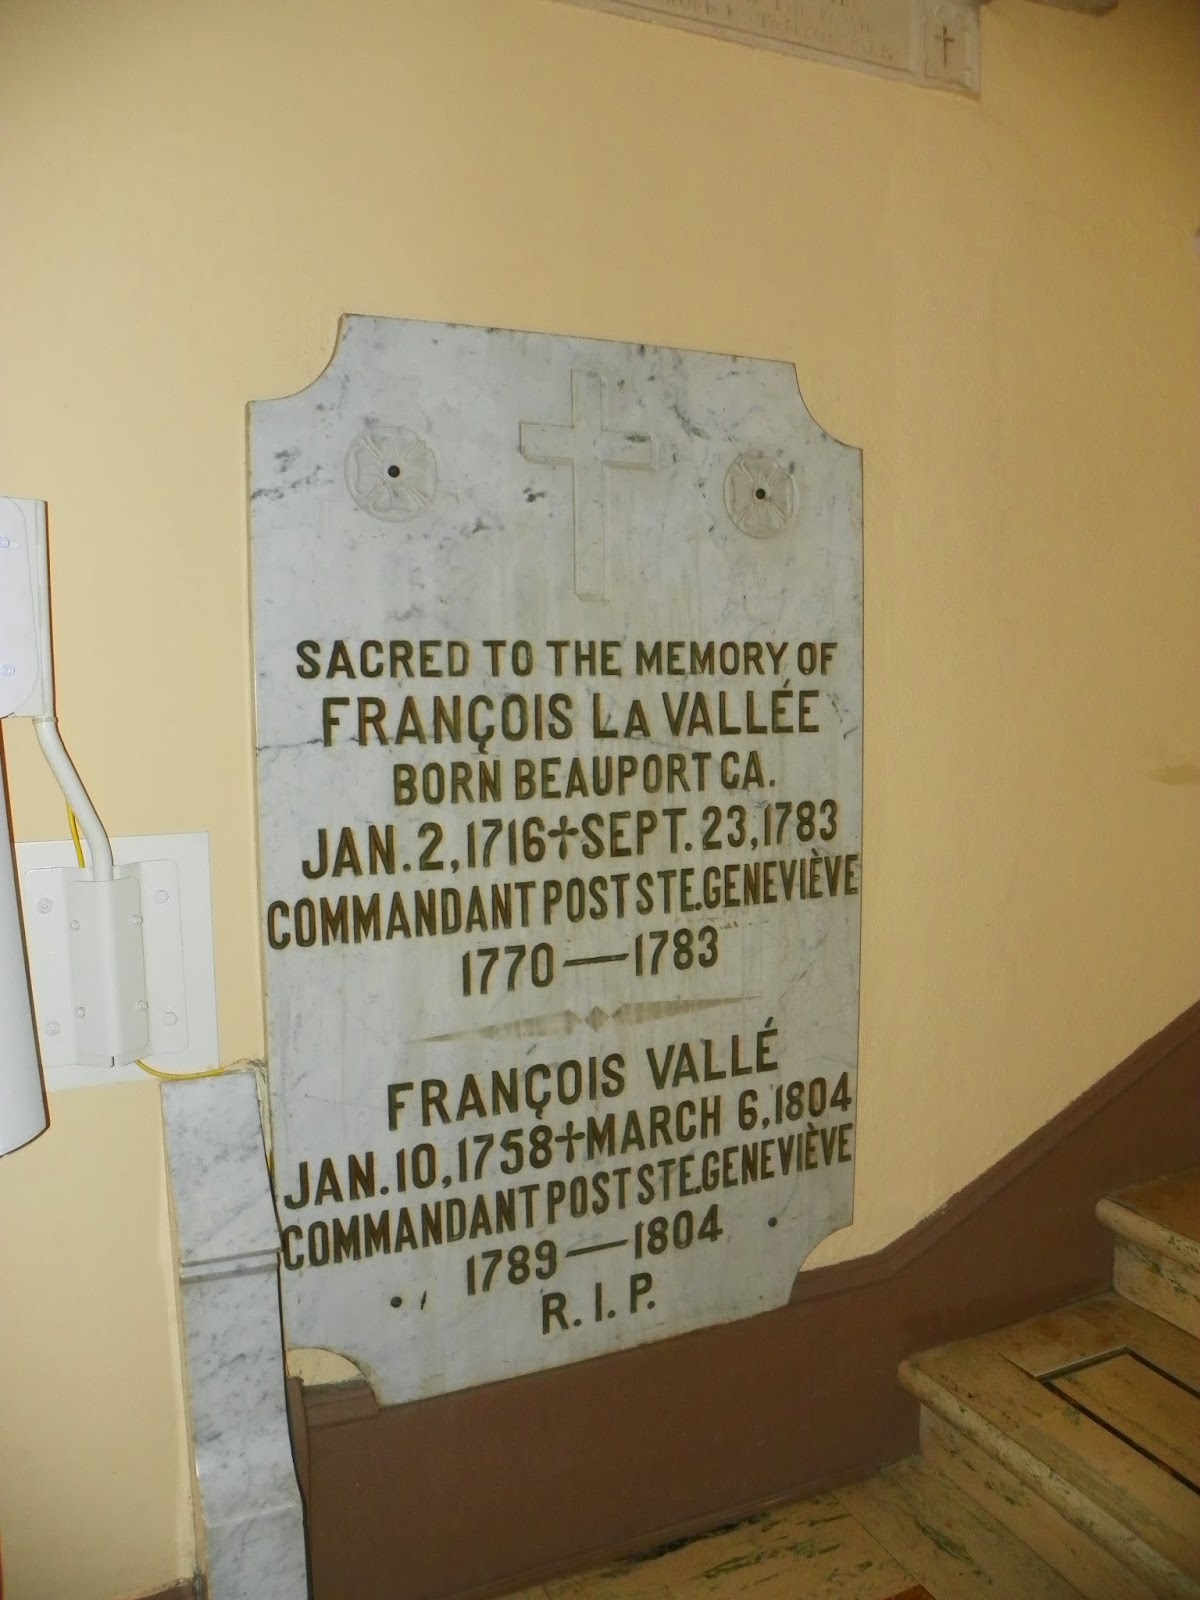 SACRED TO THE MEMORY OF
FRANÇOIS LA VALLÉE
BORN BEAUPORT CA.
JAN. 2, 1716 † SEPT. 23, 1783
COMMANDANT POST STE. GENEVIÈVE
1770 — 1783
FRANÇOIS VALLÉ
JAN. 10, 1758 † MARCH 6, 1804
COMMANDANT POST STE. GENEVIÈVE
1789 — 1804
R. I. P.